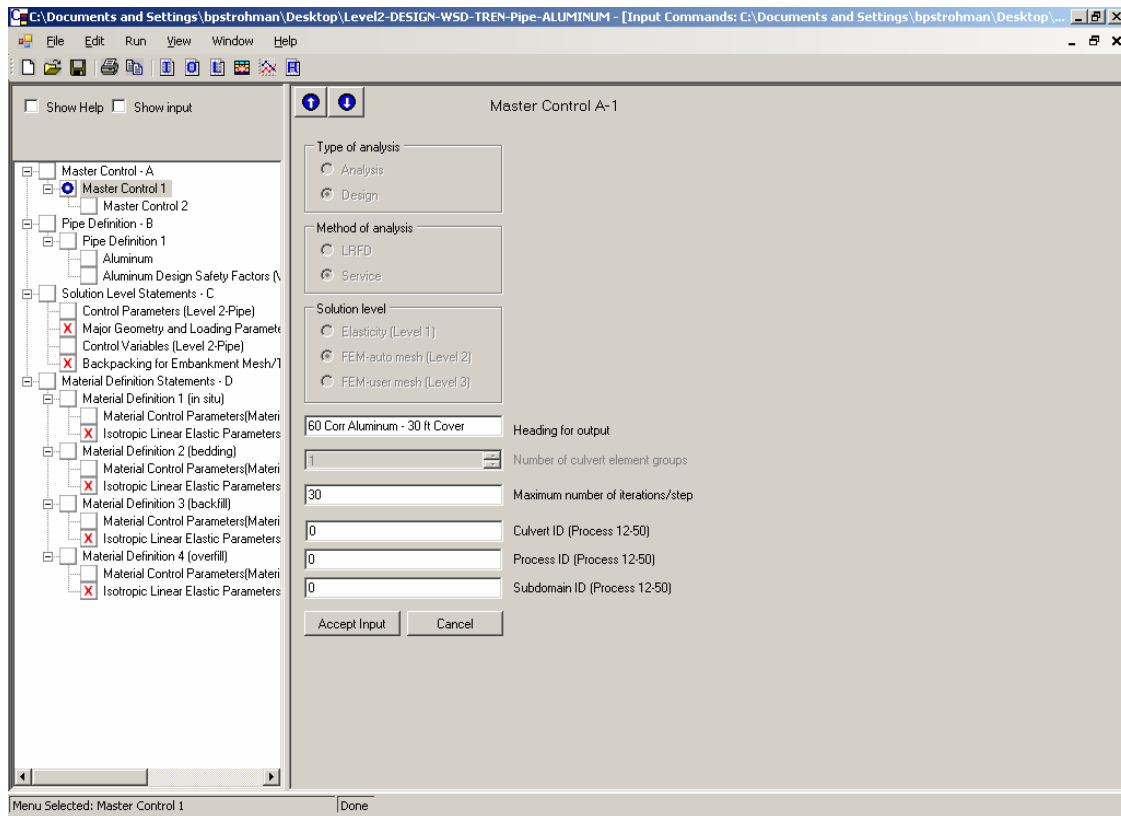 C:\Documents and Settings\bpstrohman\Desktop\Level2-DESIGN-WSD-TREN-Pipe-ALUMINUM - [Input Commands: C:\Documents and Settings\bpstrohman\Desktop\...
File Edit Run View Window Help
Show Help Show input
Master Control - A
Master Control 1
Master Control 2
Pipe Definition - B
Pipe Definition 1
Aluminum
Aluminum Design Safety Factors (\
Solution Level Statements - C
Control Parameters (Level 2-Pipe)
X Major Geometry and Loading Paramete
Control Variables (Level 2-Pipe)
X Backpacking for Embankment Mesh/T
Material Definition Statements - D
Material Definition 1 (in situ)
Material Control Parameters(Materi
X Isotropic Linear Elastic Parameters
Material Definition 2 (bedding)
Material Control Parameters(Materi
X Isotropic Linear Elastic Parameters
Material Definition 3 (backfill)
Material Control Parameters(Materi
X Isotropic Linear Elastic Parameters
Material Definition 4 (overfill)
Material Control Parameters(Materi
X Isotropic Linear Elastic Parameters
Master Control A-1
Type of analysis
Analysis
Design
Method of analysis
LRFD
Service
Solution level
Elasticity (Level 1)
FEM-auto mesh (Level 2)
FEM-user mesh (Level 3)
60 Corr Aluminum - 30 ft Cover Heading for output
1 Number of culvert element groups
30 Maximum number of iterations/step
0 Culvert ID (Process 12-50)
0 Process ID (Process 12-50)
0 Subdomain ID (Process 12-50)
Accept Input Cancel
Menu Selected: Master Control 1 Done